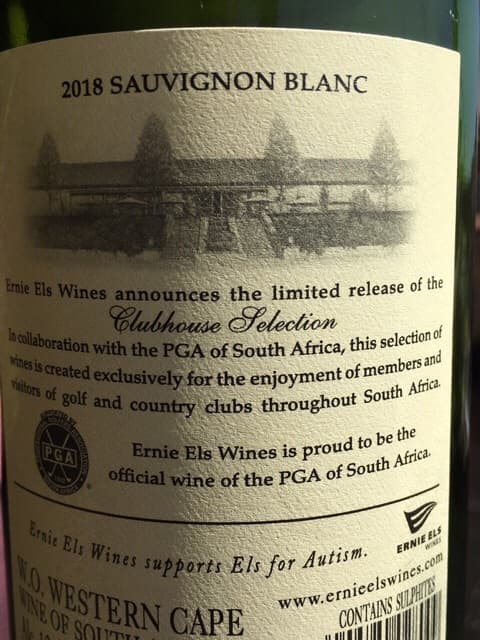 2018 SAUVIGNON BLANC
Ernie Els Wines announces the limited release of the
Clubhouse Selection
In collaboration with the PGA of South Africa, this selection of
wines is created exclusively for the enjoyment of members and
visitors of golf and country clubs throughout South Africa.
PGA
Ernie Els Wines is proud to be the
official wine of the PGA of South Africa.
ERNIE ELS
WINES
Ernie Els Wines supports Els for Autism.
www.ernieelswines.com
W.O. WESTERN CAPE
CONTAINS SULPHITES
WINE OF SOUTH